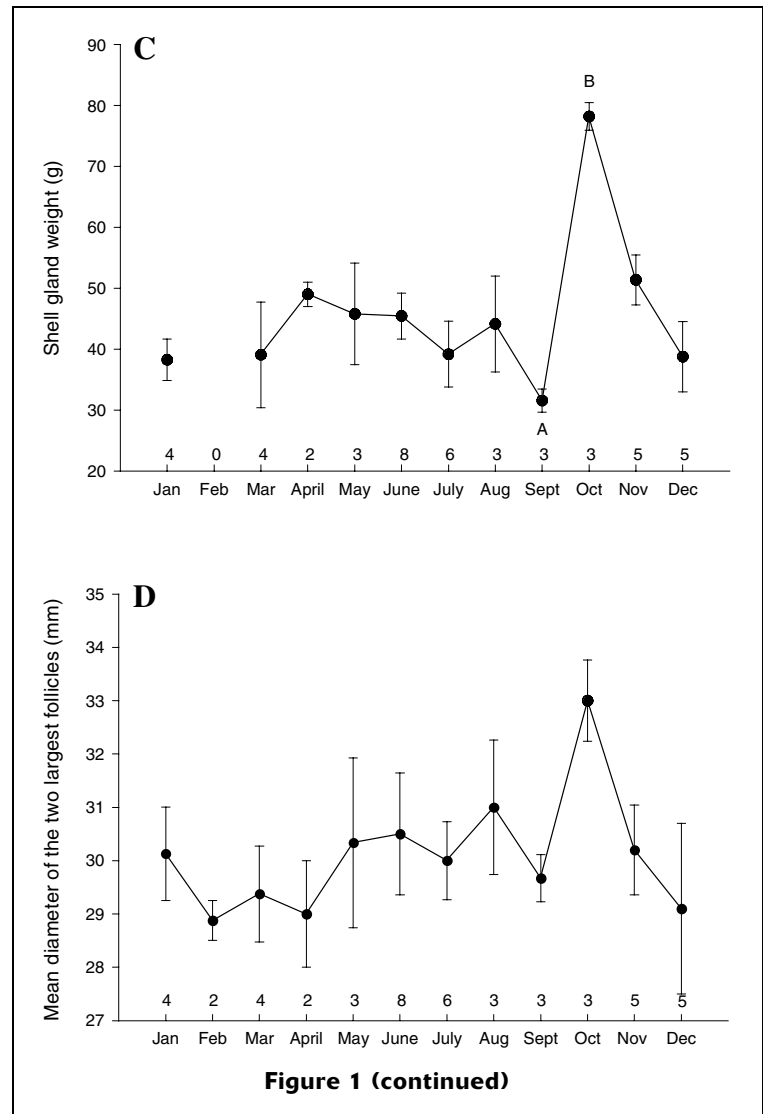 C
Shell gland weight (g)
90
80
70
60
50
40
30
20
B
A
4 0 4 2 3 8 6 3 3 3 5 5
Jan Feb Mar April May June July Aug Sept Oct Nov Dec
D
Mean diameter of the two largest follicles (mm)
35
34
33
32
31
30
29
28
27
4 2 4 2 3 8 6 3 3 3 5 5
Jan Feb Mar April May June July Aug Sept Oct Nov Dec
Figure 1 (continued)